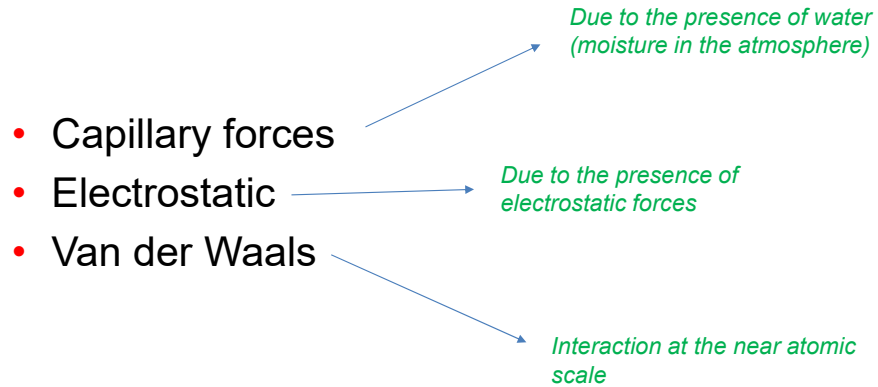 Due to the presence of water
(moisture in the atmosphere)
• Capillary forces
• Electrostatic
Due to the presence of
electrostatic forces
• Van der Waals
Interaction at the near atomic
scale